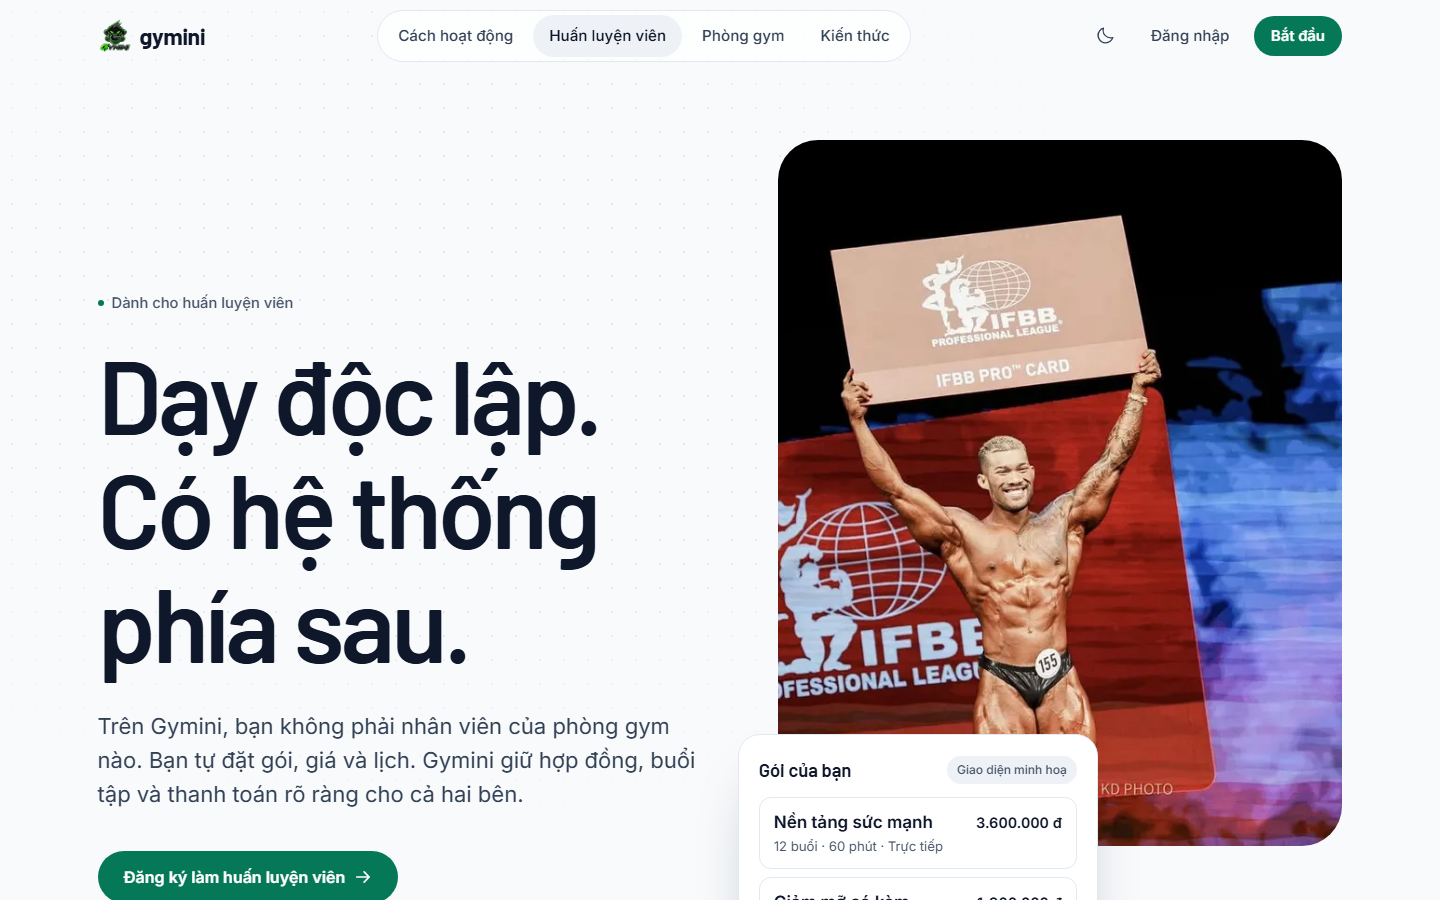 gymini
Cách hoạt động
Huấn luyện viên
Phòng gym
Kiến thức
Đăng nhập
Bắt đầu
Dành cho huấn luyện viên
Dạy độc lập.
Có hệ thống
phía sau.
Trên Gymini, bạn không phải nhân viên của phòng gym
nào. Bạn tự đặt gói, giá và lịch. Gymini giữ hợp đồng, buổi
tập và thanh toán rõ ràng cho cả hai bên.
Đăng ký làm huấn luyện viên
IFBB
PROFESSIONAL LEAGUE
IFBB PRO™ CARD
155
KD PHOTO
Gói của bạn
Giao diện minh hoạ
Nền tảng sức mạnh
3.600.000 đ
12 buổi · 60 phút · Trực tiếp